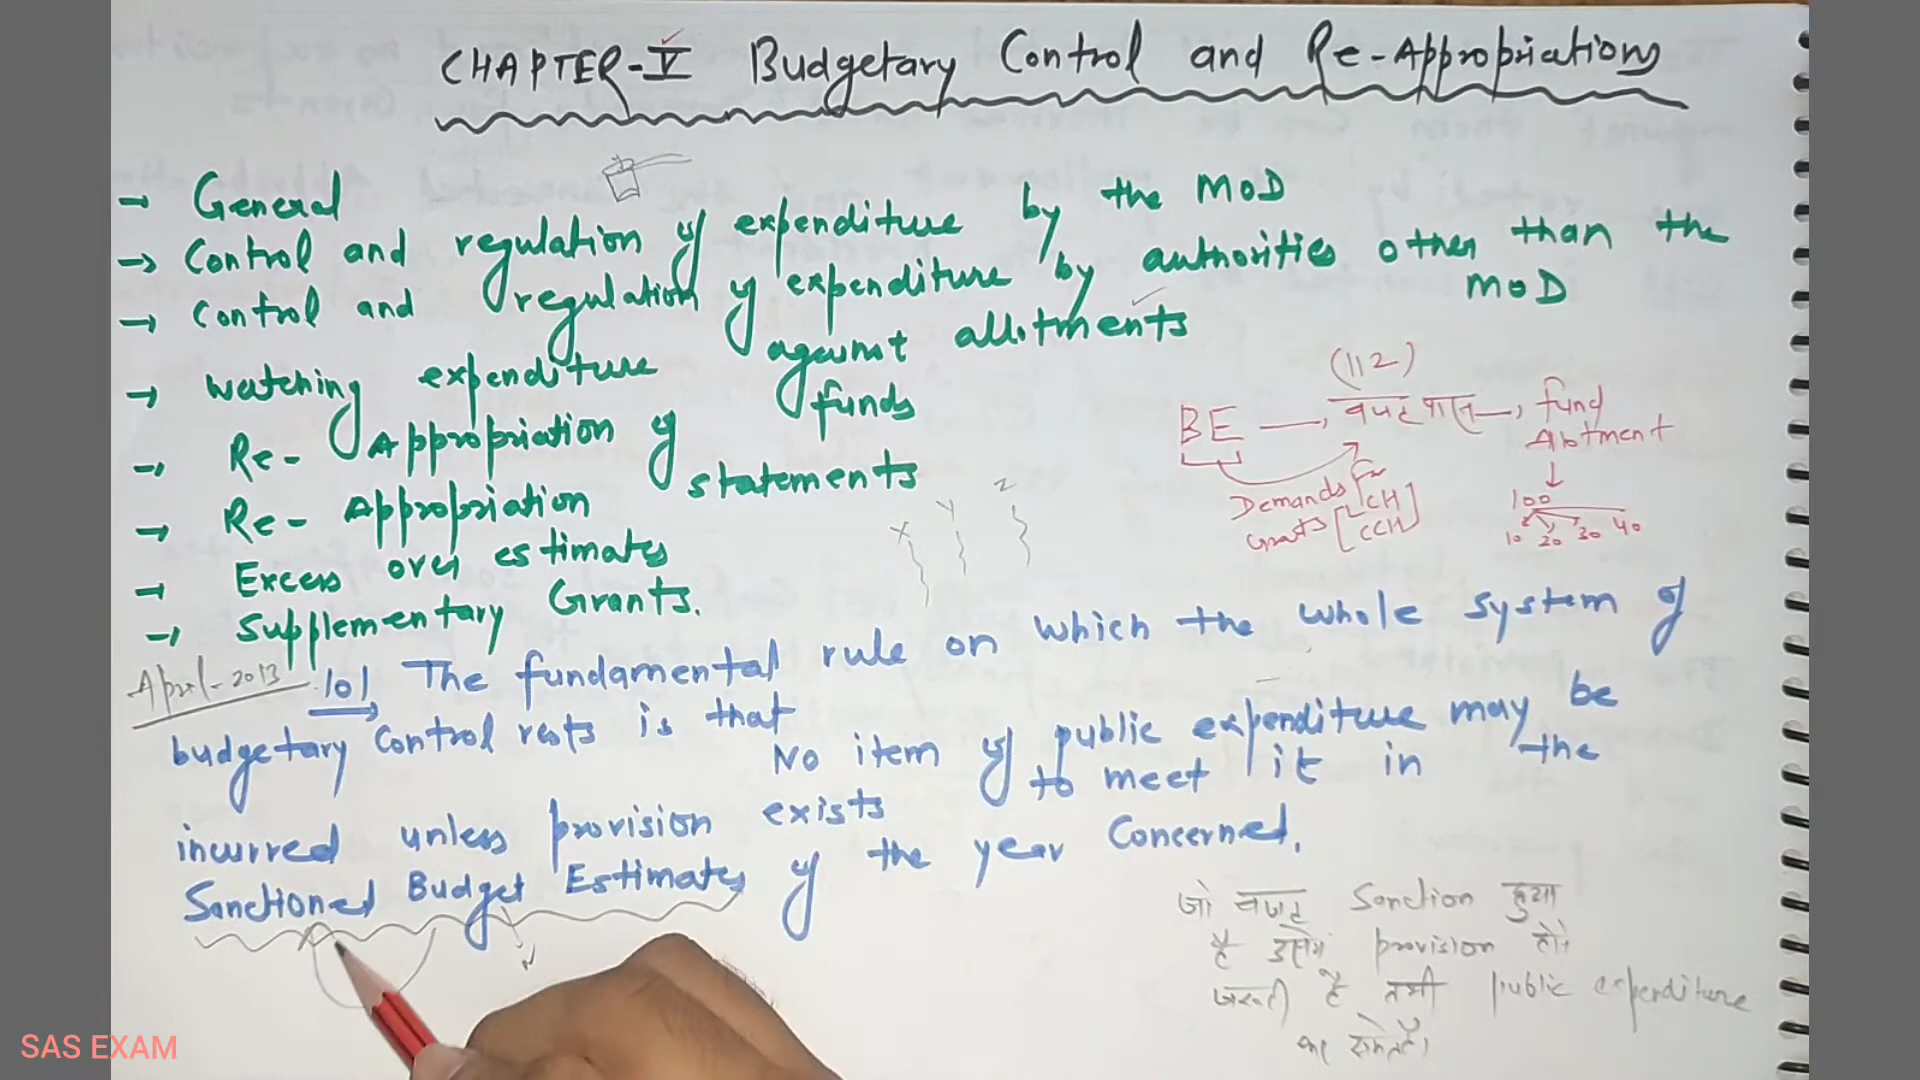 CHAPTER-V Budgetary Control and Re-Appropriations
→ General
→ Control and regulation of expenditure by the MOD
→ Control and regulation of expenditure by authorities other than the MOD
→ Watching expenditure against allotments
→ Re-Appropriation of funds
→ Re-Appropriation statements
→ Excess over estimates
→ Supplementary Grants.
(112)
BE → बजट पास → fund Alotment
Demands for Grants [CH CCH]
100
10 20 30 40
X Y Z
April-2013
101 The fundamental rule on which the whole system of
budgetary control rests is that No item of public expenditure may be
incurred unless provision exists to meet it in the
Sanctioned Budget Estimates of the year Concerned.
जो बजट Sanction हुआ
है उसमें provision होना
जरूरी है तभी public expenditure
कर सकते हैं।
SAS EXAM